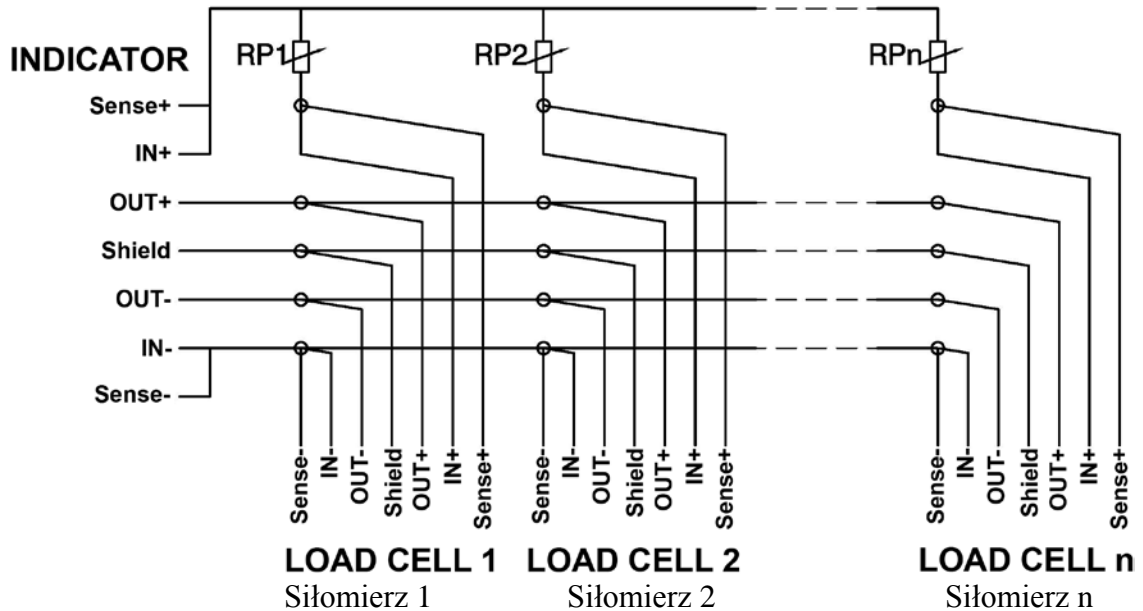 INDICATOR
RP1 RP2 RPn
Sense+
IN+
OUT+
Shield
OUT-
IN-
Sense-
Sense- IN- OUT- Shield OUT+ IN+ Sense+ Sense- IN- OUT- Shield OUT+ IN+ Sense+ Sense- IN- OUT- Shield OUT+ IN+ Sense+
LOAD CELL 1 LOAD CELL 2 LOAD CELL n
Siłomierz 1 Siłomierz 2 Siłomierz n